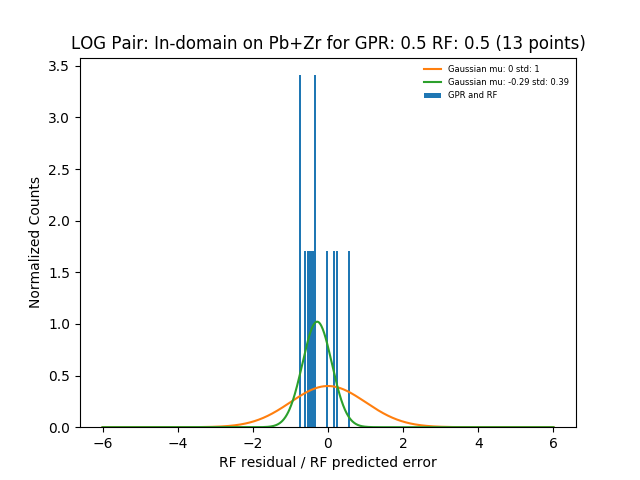 LOG Pair: In-domain on Pb+Zr for GPR: 0.5 RF: 0.5 (13 points)
Gaussian mu: 0 std: 1
Gaussian mu: -0.29 std: 0.39
GPR and RF
Normalized Counts
3.5
3.0
2.5
2.0
1.5
1.0
0.5
0.0
−6
−4
−2
0
2
4
6
RF residual / RF predicted error